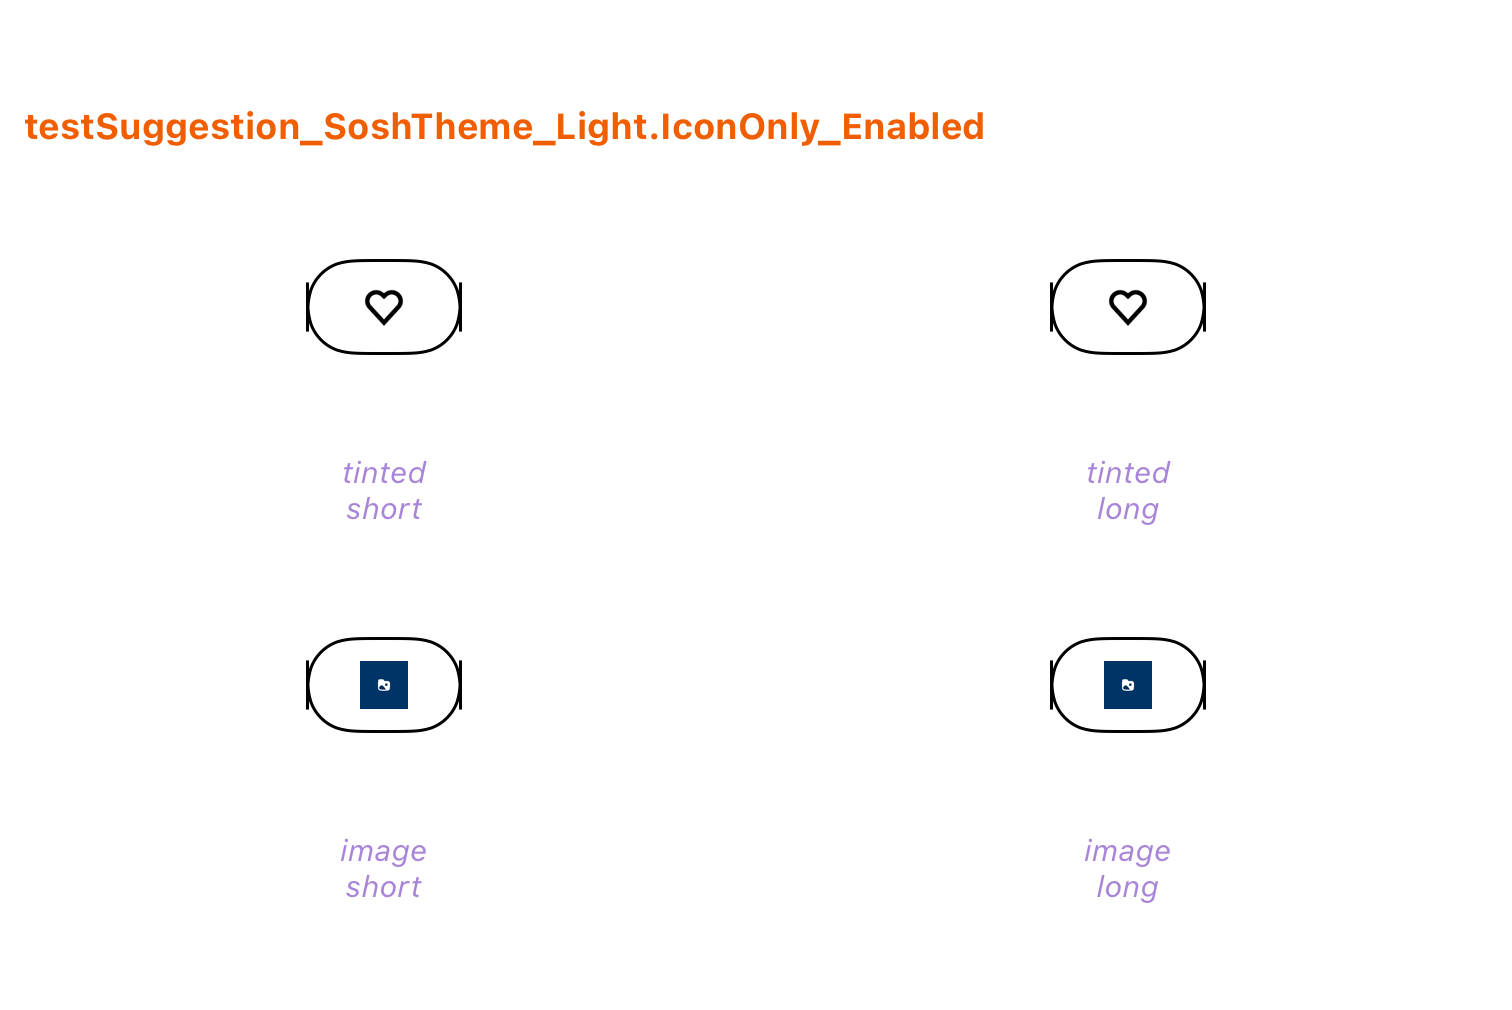 testSuggestion_SoshTheme_Light.IconOnly_Enabled
tinted
short
tinted
long
image
short
image
long